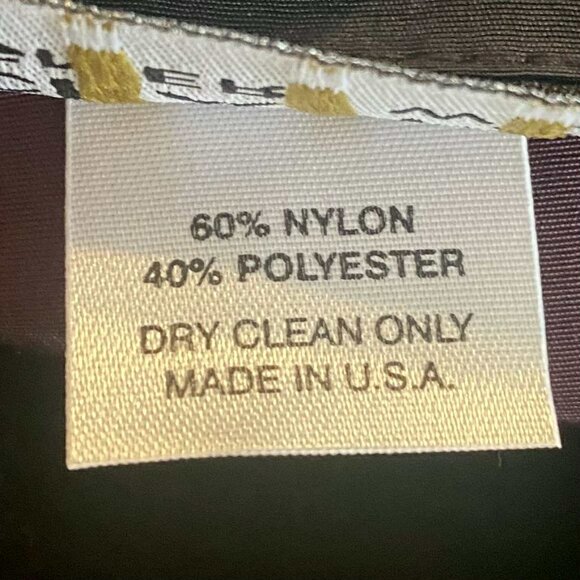 60% NYLON
40% POLYESTER
DRY CLEAN ONLY
MADE IN U.S.A.